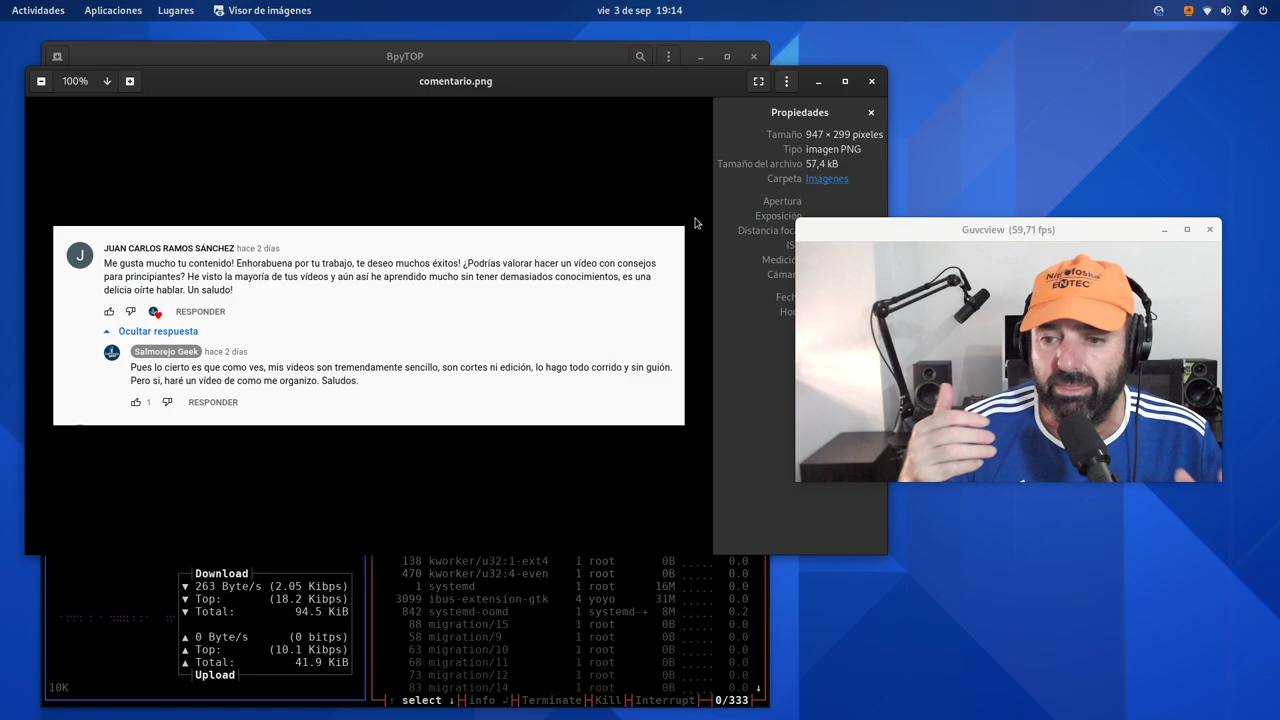 Actividades Aplicaciones Lugares Visor de imágenes vie 3 de sep 19:14
BpyTOP
100% comentario.png
Propiedades
Tamaño 947 × 299 píxeles
Tipo imagen PNG
Tamaño del archivo 57,4 kB
Carpeta Imágenes
Apertura
Exposición
Distancia foca
IS
Medició
Cáma
Fech
Ho
JUAN CARLOS RAMOS SÁNCHEZ hace 2 días
Me gusta mucho tu contenido! Enhorabuena por tu trabajo, te deseo muchos éxitos! ¿Podrías valorar hacer un vídeo con consejos
para principiantes? He visto la mayoría de tus vídeos y aún así he aprendido mucho sin tener demasiados conocimientos, es una
delicia oírte hablar. Un saludo!
RESPONDER
Ocultar respuesta
Salmorejo Geek hace 2 días
Pues lo cierto es que como ves, mis videos son tremendamente sencillo, son cortes ni edición, lo hago todo corrido y sin guión.
Pero si, haré un vídeo de como me organizo. Saludos.
1 RESPONDER
Guvcview (59,71 fps)
Nitrofoska
ENTEC
Download
▼ 263 Byte/s (2.05 Kibps)
▼ Top: (18.2 Kibps)
▼ Total: 94.5 KiB
▲ 0 Byte/s (0 bitps)
▲ Top: (10.1 Kibps)
▲ Total: 41.9 KiB
Upload
10K
138 kworker/u32:1-ext4 1 root 0B ..... 0.0
470 kworker/u32:4-even 1 root 0B ..... 0.0
1 systemd 1 root 16M ..... 0.0
3099 ibus-extension-gtk 4 yoyo 31M ..... 0.0
842 systemd-oomd 1 systemd-+ 8M ..... 0.2
88 migration/15 1 root 0B ..... 0.0
58 migration/9 1 root 0B ..... 0.0
63 migration/10 1 root 0B ..... 0.0
68 migration/11 1 root 0B ..... 0.0
73 migration/12 1 root 0B ..... 0.0
83 migration/14 1 root 0B ..... 0.0 ↓
↑ select ↓ info ↲ Terminate Kill Interrupt 0/333